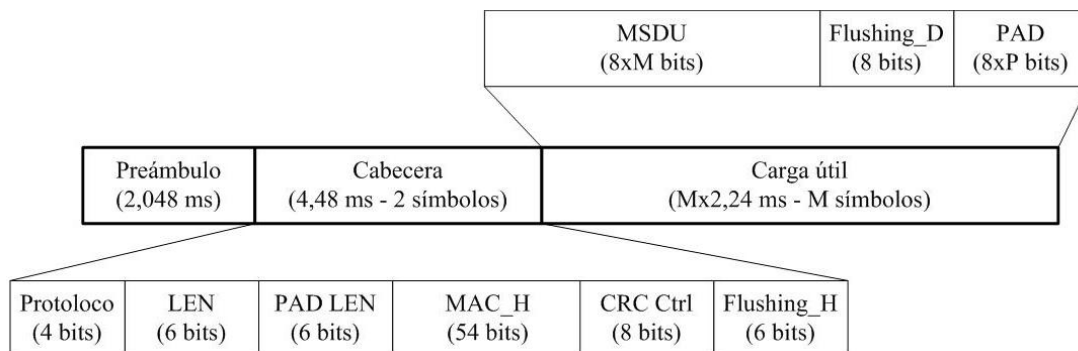 MSDU
(8xM bits)
Flushing_D
(8 bits)
PAD
(8xP bits)
Preámbulo
(2,048 ms)
Cabecera
(4,48 ms - 2 símbolos)
Carga útil
(Mx2,24 ms - M símbolos)
Protoloco
(4 bits)
LEN
(6 bits)
PAD LEN
(6 bits)
MAC_H
(54 bits)
CRC Ctrl
(8 bits)
Flushing_H
(6 bits)